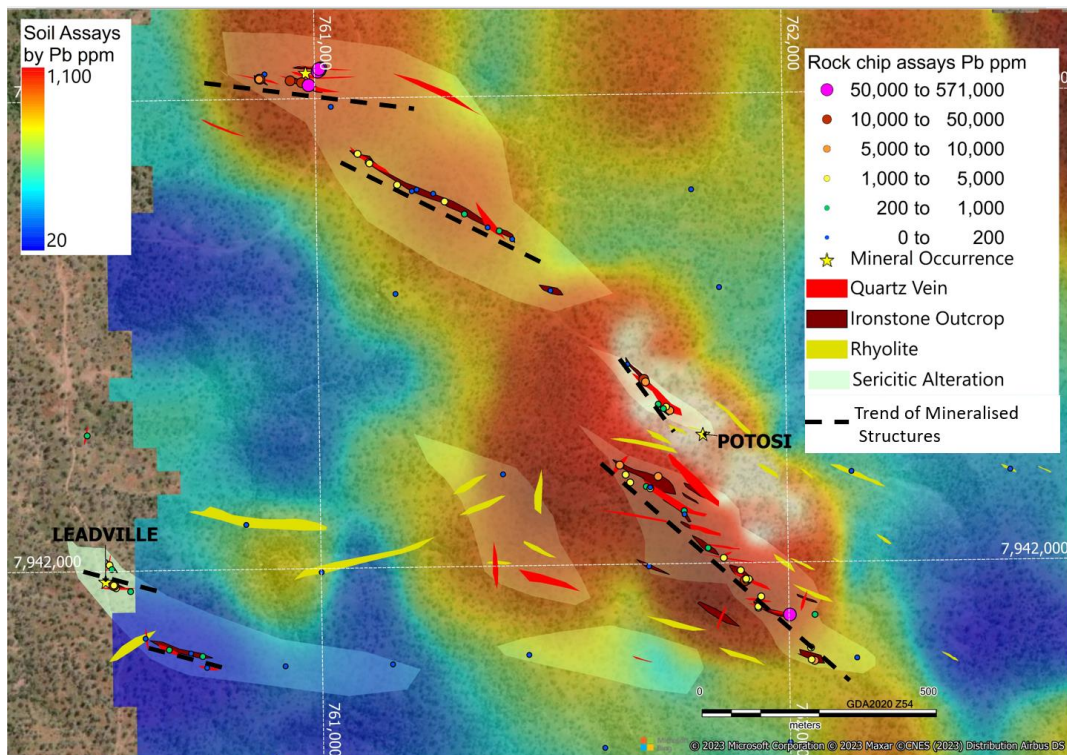 Soil Assays
by Pb ppm
1,100
20
761,000
762,000
Rock chip assays Pb ppm
50,000 to 571,000
10,000 to 50,000
5,000 to 10,000
1,000 to 5,000
200 to 1,000
0 to 200
Mineral Occurrence
Quartz Vein
Ironstone Outcrop
Rhyolite
Sericitic Alteration
Trend of Mineralised
Structures
POTOSI
LEADVILLE
7,942,000
7,942,000
761,000
0
500
meters
GDA2020 Z54
© 2023 Microsoft Corporation © 2023 Maxar ©CNES (2023) Distribution Airbus DS